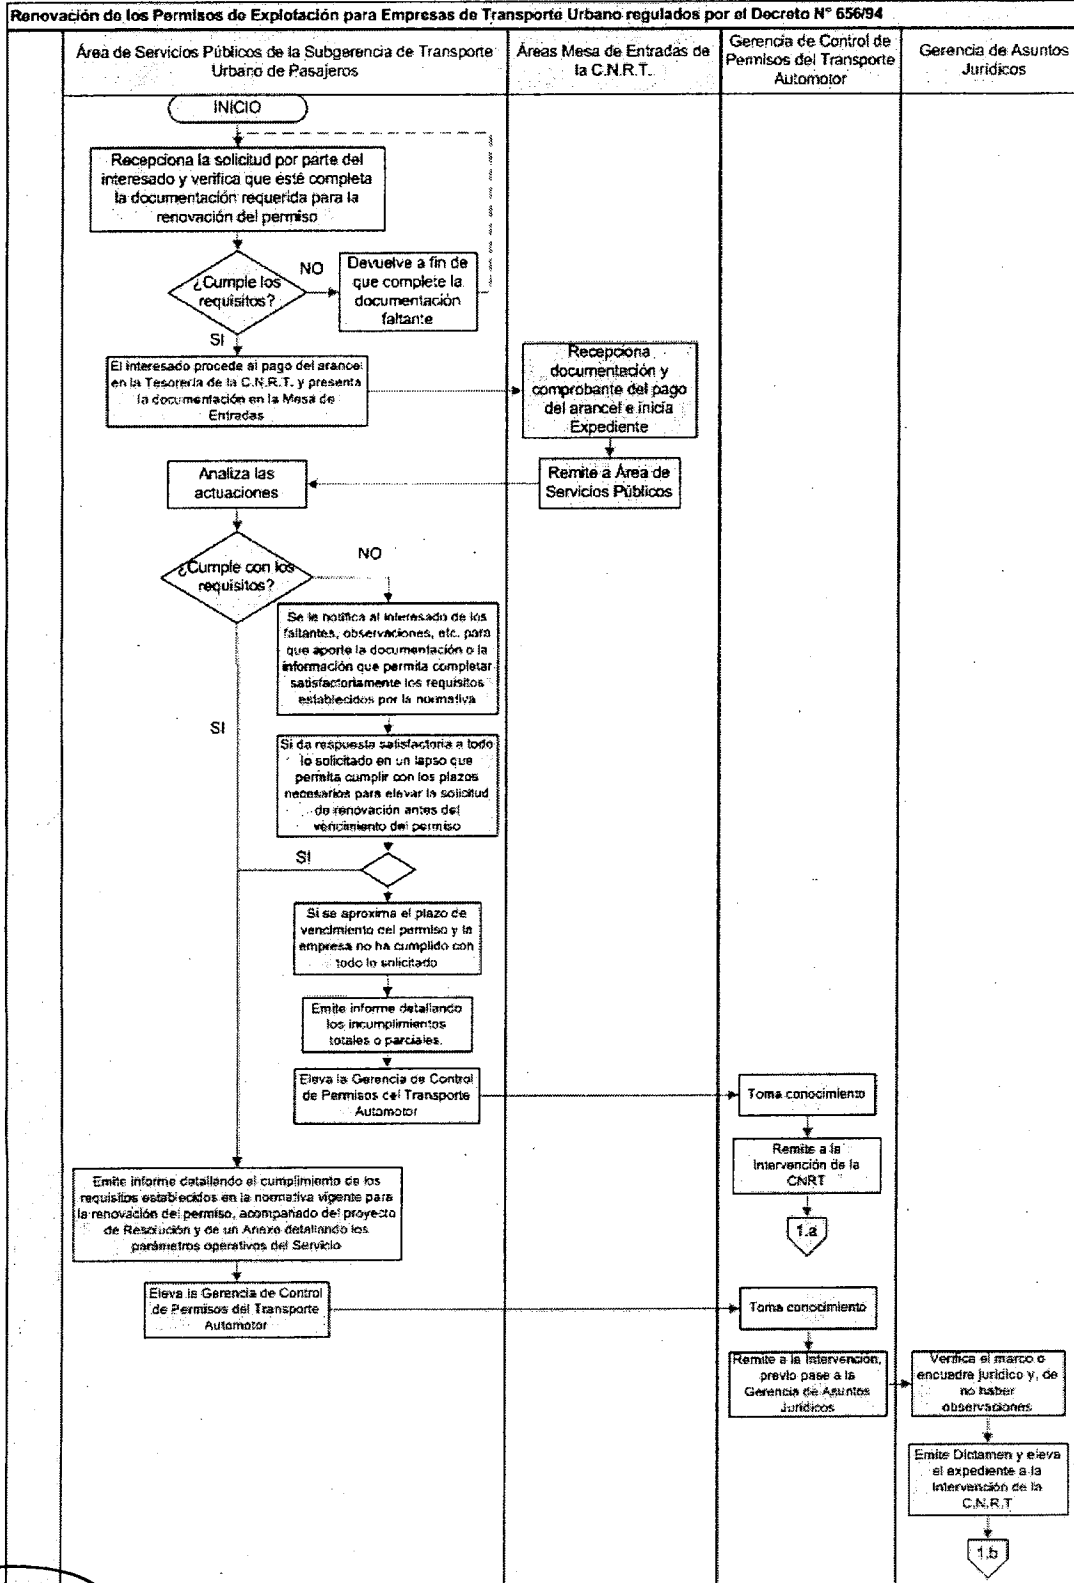 Renovación de los Permisos de Explotación para Empresas de Transporte Urbano regulados por el Decreto N° 656/94
Área de Servicios Públicos de la Subgerencia de Transporte
Urbano de Pasajeros
Áreas Mesa de Entradas de
la C.N.R.T.
Gerencia de Control de
Permisos del Transporte
Automotor
Gerencia de Asuntos
Jurídicos
INICIO
Recepciona la solicitud por parte del
interesado y verifica que esté completa
la documentación requerida para la
renovación del permiso
¿Cumple los
requisitos?
NO
Devuelve a fin de
que complete la
documentación
faltante
SI
El interesado procede al pago del arancel
en la Tesorería de la C.N.R.T. y presenta
la documentación en la Mesa de
Entradas
Recepciona
documentación y
comprobante del pago
del arancel e inicia
Expediente
Remite a Área de
Servicios Públicos
Analiza las
actuaciones
¿Cumple con los
requisitos?
NO
Se le notifica al interesado de los
faltantes, observaciones, etc. para
que aporte la documentación o la
información que permita completar
satisfactoriamente los requisitos
establecidos por la normativa
SI
Si da respuesta satisfactoria a todo
lo solicitado en un lapso que
permita cumplir con los plazos
necesarios para elevar la solicitud
de renovación antes del
vencimiento del permiso
SI
Si se aproxima el plazo de
vencimiento del permiso y la
empresa no ha cumplido con
todo lo solicitado
Emite informe detallando
los incumplimientos
totales o parciales.
Eleva la Gerencia de Control
de Permisos del Transporte
Automotor
Toma conocimiento
Remite a la
Intervención de la
CNRT
1.a
Emite informe detallando el cumplimiento de los
requisitos establecidos en la normativa vigente para
la renovación del permiso, acompañado del proyecto
de Resolución y de un Anexo detallando los
parámetros operativos del Servicio
Eleva la Gerencia de Control
de Permisos del Transporte
Automotor
Toma conocimiento
Remite a la Intervención,
previo pase a la
Gerencia de Asuntos
Jurídicos
Verifica el marco o
encuadre jurídico y, de
no haber
observaciones
Emite Dictamen y eleva
el expediente a la
Intervención de la
C.N.R.T
1.b